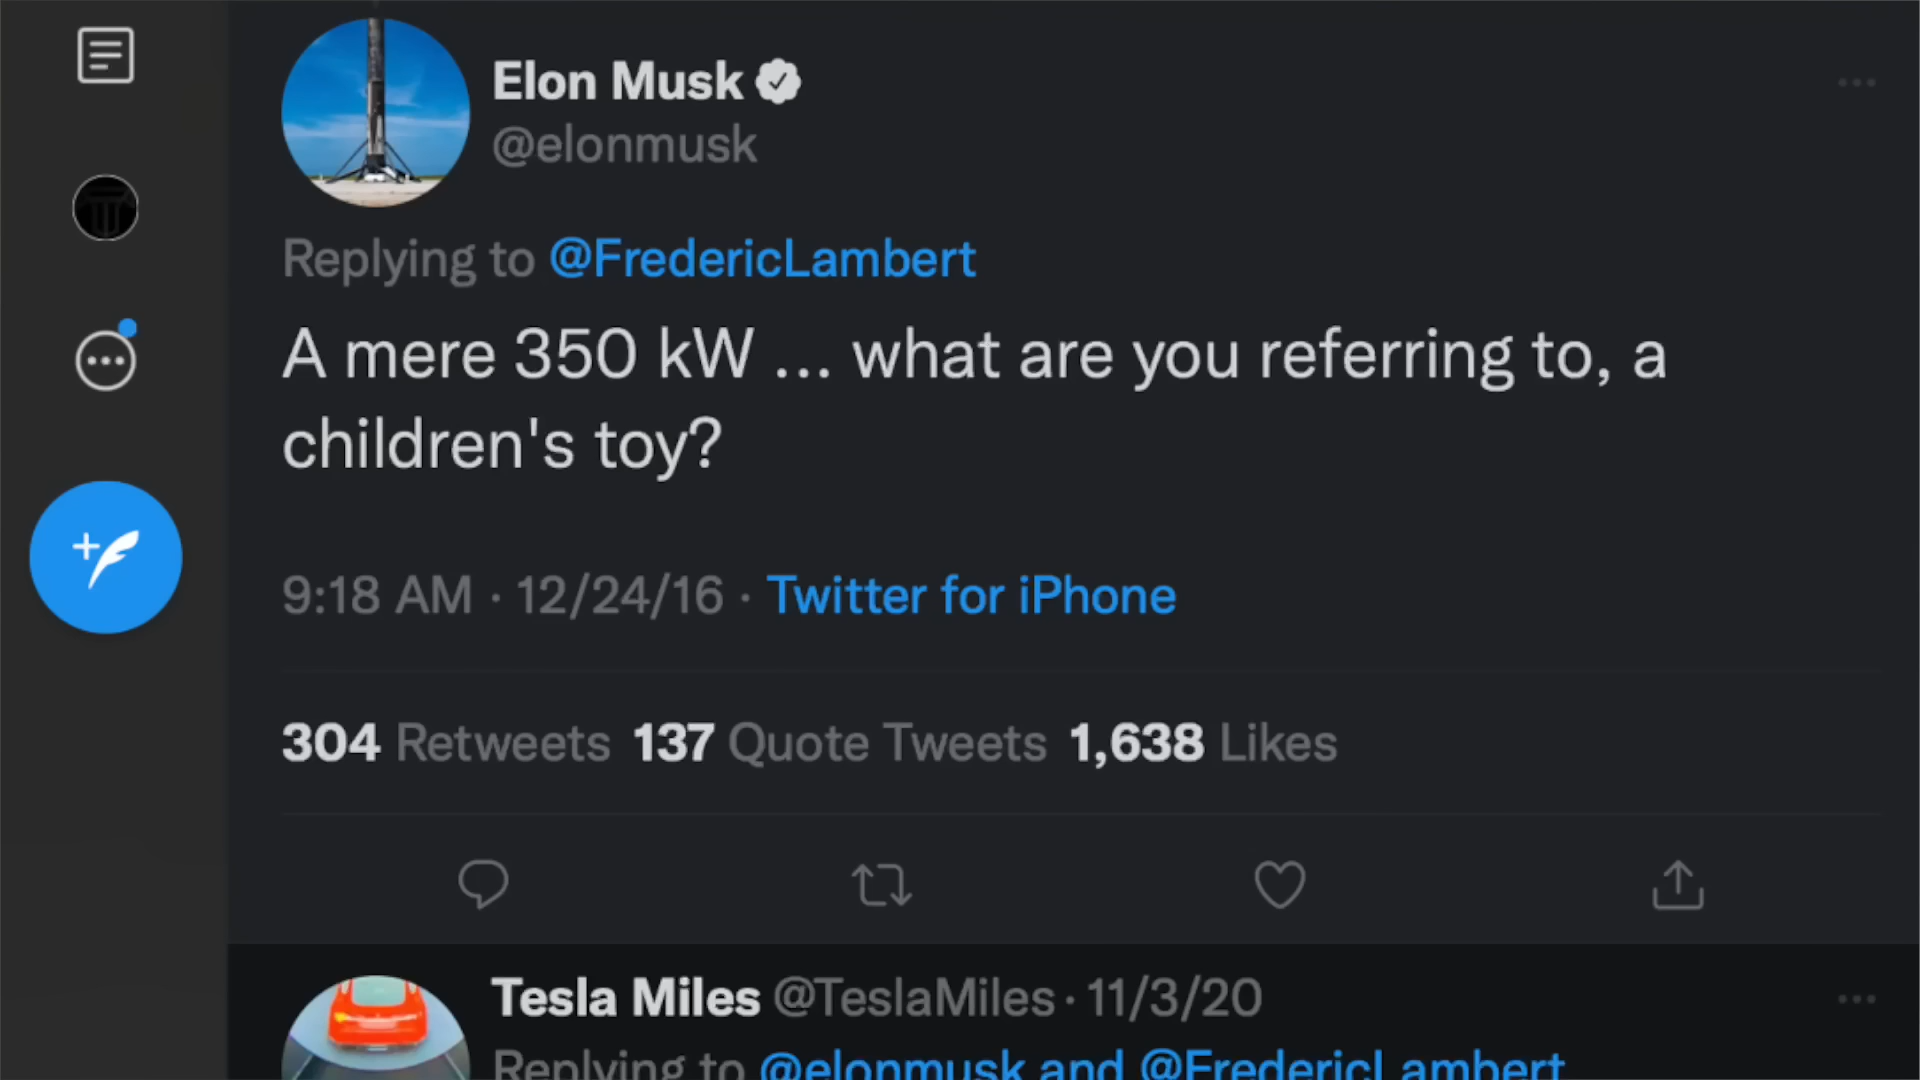 Elon Musk
@elonmusk
Replying to @FredericLambert
A mere 350 kW ... what are you referring to, a
children's toy?
9:18 AM · 12/24/16 · Twitter for iPhone
304 Retweets 137 Quote Tweets 1,638 Likes
Tesla Miles @TeslaMiles · 11/3/20
Replying to @elonmusk and @FredericLambert